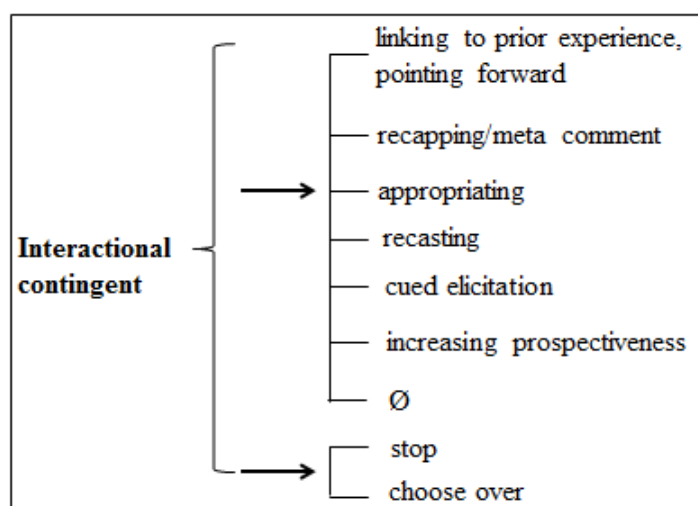 linking to prior experience,
pointing forward
recapping/meta comment
appropriating
recasting
Interactional
contingent
cued elicitation
increasing prospectiveness
Ø
stop
choose over